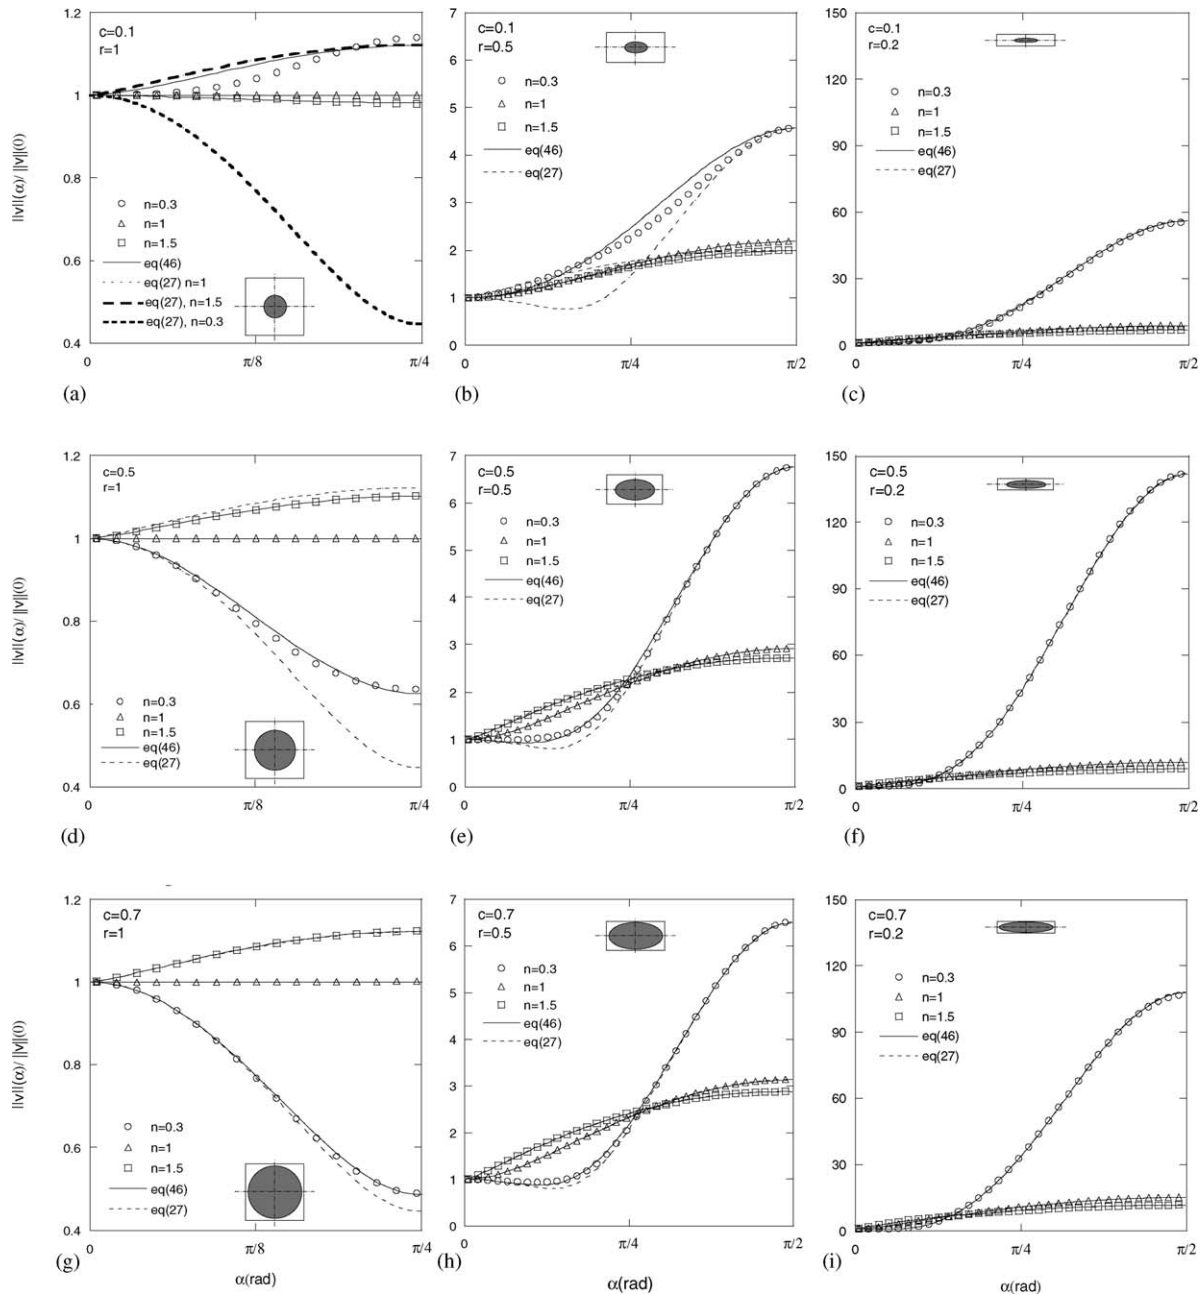 1.2
c=0.1
r=1
1
0.8
0.6
0.4
n=0.3
n=1
n=1.5
eq(46)
eq(27) n=1
eq(27), n=1.5
eq(27), n=0.3
||v||(α)/ ||v||(0)
0
π/8
π/4
(a)
7
c=0.1
r=0.5
6
5
4
3
2
1
0
n=0.3
n=1
n=1.5
eq(46)
eq(27)
0
π/4
π/2
(b)
150
c=0.1
r=0.2
120
90
60
30
0
n=0.3
n=1
n=1.5
eq(46)
eq(27)
0
π/4
π/2
(c)
1.2
c=0.5
r=1
1
0.8
0.6
0.4
n=0.3
n=1
n=1.5
eq(46)
eq(27)
||v||(α)/ ||v||(0)
0
π/8
π/4
(d)
7
c=0.5
r=0.5
6
5
4
3
2
1
0
n=0.3
n=1
n=1.5
eq(46)
eq(27)
0
π/4
π/2
(e)
150
c=0.5
r=0.2
120
90
60
30
0
n=0.3
n=1
n=1.5
eq(46)
eq(27)
0
π/4
π/2
(f)
1.2
c=0.7
r=1
1
0.8
0.6
0.4
n=0.3
n=1
n=1.5
eq(46)
eq(27)
||v||(α)/ ||v||(0)
0
π/8
π/4
(g)
α(rad)
7
c=0.7
r=0.5
6
5
4
3
2
1
0
n=0.3
n=1
n=1.5
eq(46)
eq(27)
0
π/4
π/2
(h)
α(rad)
150
c=0.7
r=0.2
120
90
60
30
0
n=0.3
n=1
n=1.5
eq(46)
eq(27)
0
π/4
π/2
(i)
α(rad)